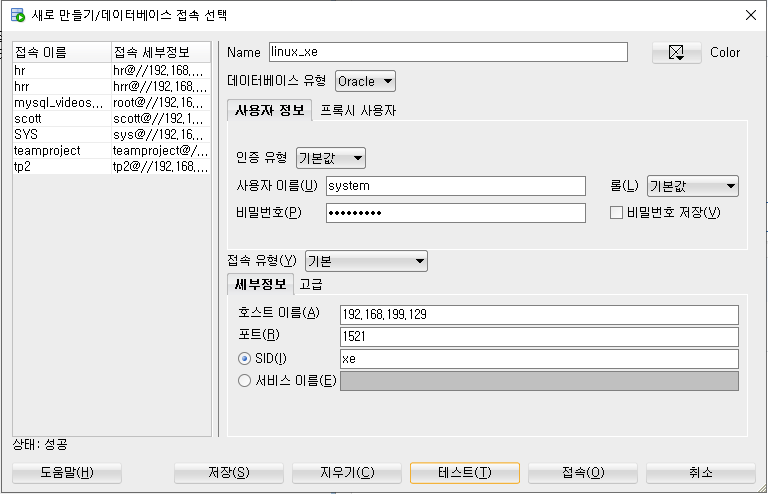 새로 만들기/데이터베이스 접속 선택
접속 이름 접속 세부정보
hr hr@//192,168,...
hrr hrr@//192,168,...
mysql_videos,... root@//192,16...
scott scott@//192,1...
SYS sys@//192,16...
teamproject teamproject@/...
tp2 tp2@//192,168,...
Name linux_xe Color
데이터베이스 유형 Oracle
사용자 정보 프록시 사용자
인증 유형 기본값
사용자 이름(U) system 롤(L) 기본값
비밀번호(P) ••••••••• 비밀번호 저장(V)
접속 유형(Y) 기본
세부정보 고급
호스트 이름(A) 192,168,199,129
포트(R) 1521
SID(I) xe
서비스 이름(E)
상태: 성공
도움말(H) 저장(S) 지우기(C) 테스트(T) 접속(O) 취소